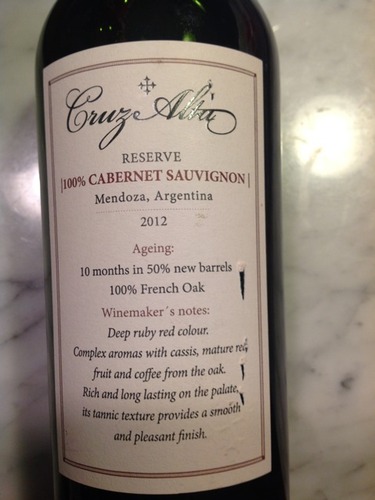 Cruz Alta
RESERVE
|100% CABERNET SAUVIGNON|
Mendoza, Argentina
2012
Ageing:
10 months in 50% new barrels
100% French Oak
Winemaker´s notes:
Deep ruby red colour.
Complex aromas with cassis, mature red
fruit and coffee from the oak.
Rich and long lasting on the palate,
its tannic texture provides a smooth
and pleasant finish.